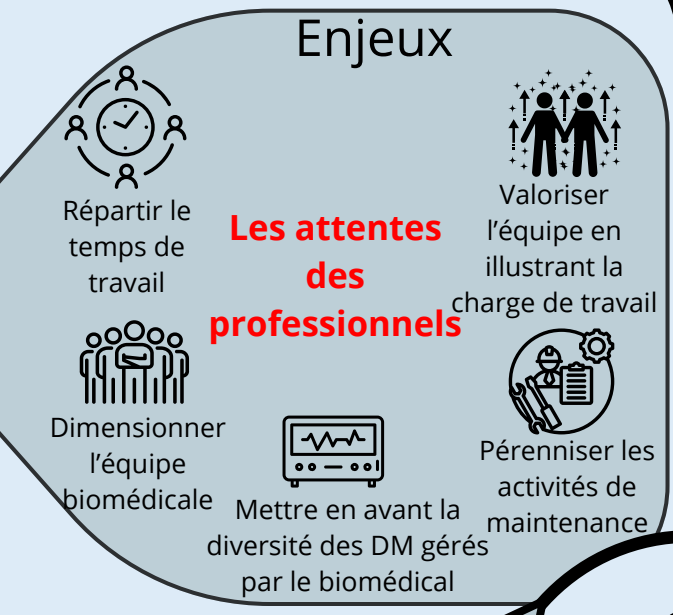 Enjeux
Répartir le
temps de
travail
Valoriser
l'équipe en
illustrant la
charge de travail
Les attentes
des
professionnels
Dimensionner
l'équipe
biomédicale
Mettre en avant la
diversité des DM gérés
par le biomédical
Pérenniser les
activités de
maintenance